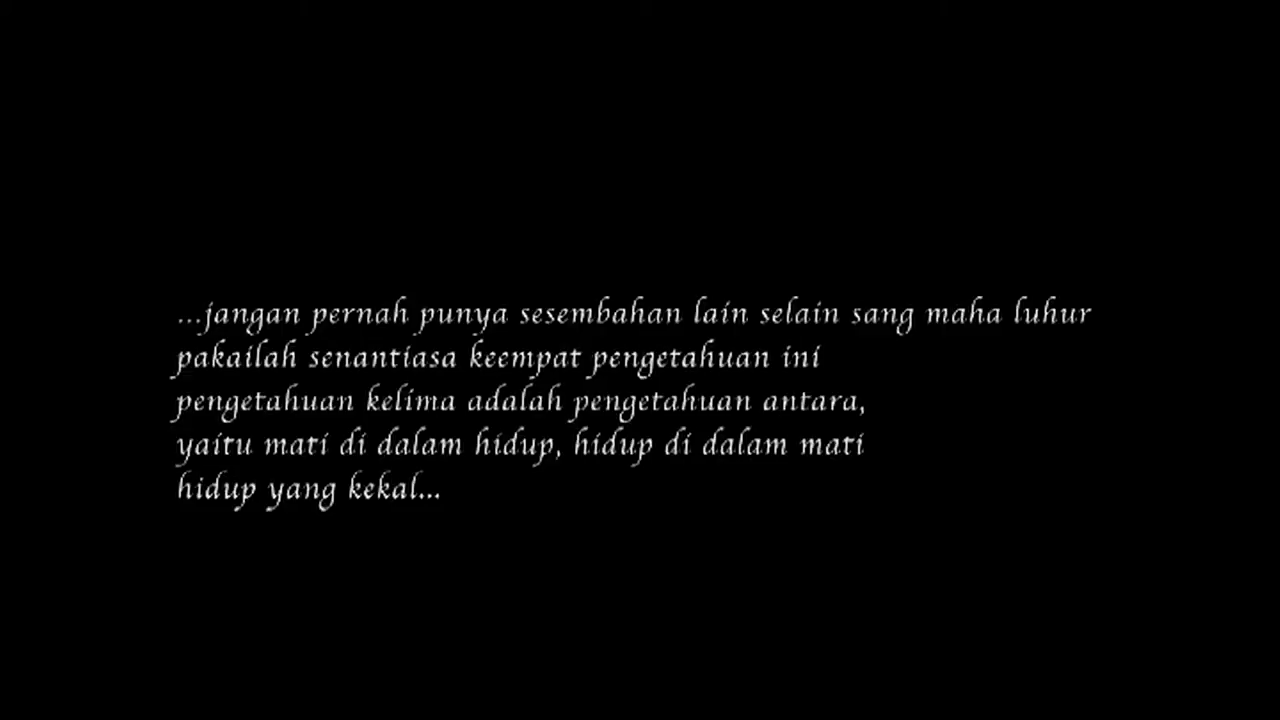 ...jangan pernah punya sesembahan lain selain sang maha luhur
pakailah senantiasa keempat pengetahuan ini
pengetahuan kelima adalah pengetahuan antara,
yaitu mati di dalam hidup, hidup di dalam mati
hidup yang kekal...